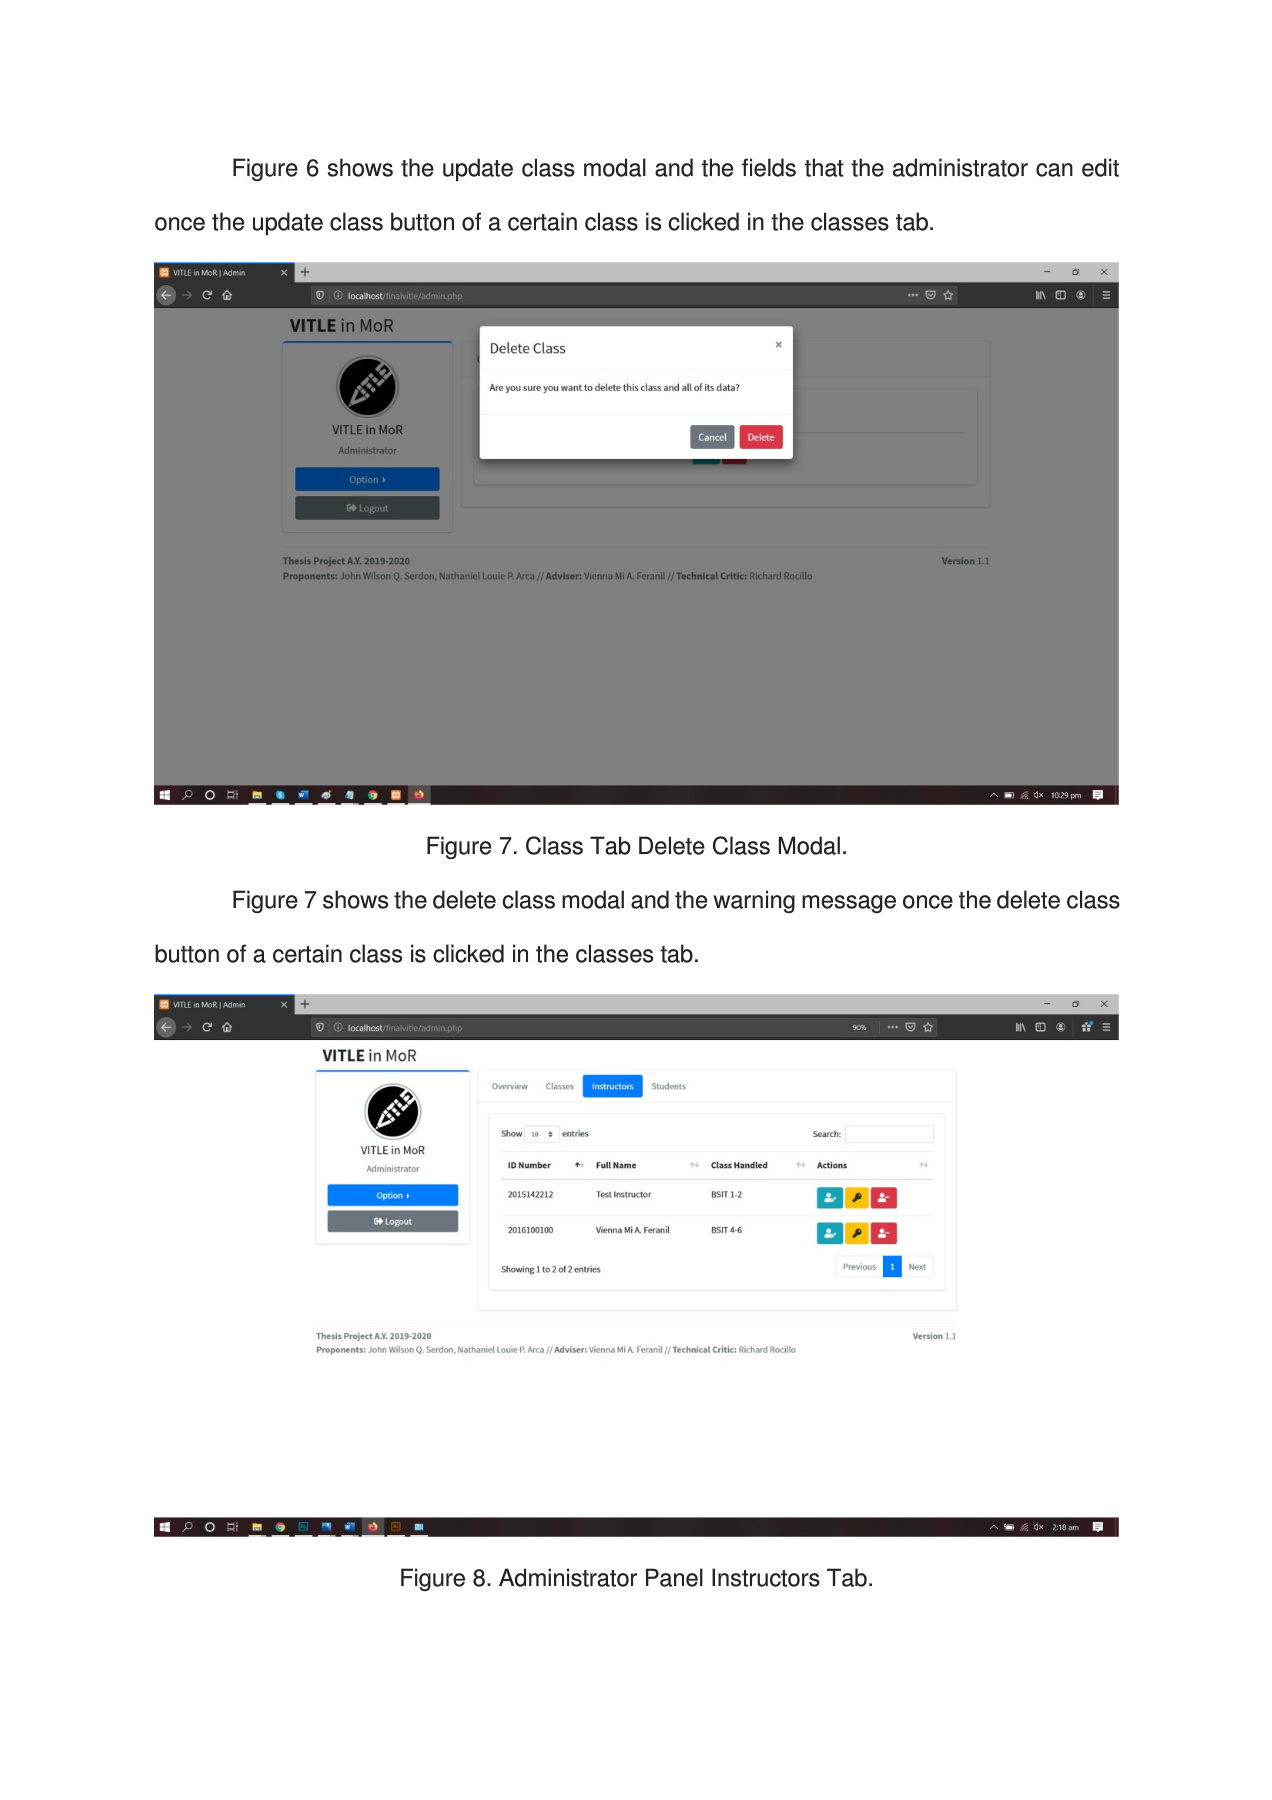 Figure 6 shows the update class modal and the fields that the administrator can edit
once the update class button of a certain class is clicked in the classes tab.
VITLE in MoR | Admin
localhost/finalvitle/admin.php
VITLE in MoR
Delete Class
Are you sure you want to delete this class and all of its data?
Cancel Delete
VITLE in MoR
Administrator
Option
Logout
Thesis Project A.Y. 2019-2020 Version 1.1
Proponents: John Wilson Q. Serdon, Nathaniel Louie P. Arca // Adviser: Vienna Mi A. Feranil // Technical Critic: Richard Rocillo
10:29 pm
Figure 7. Class Tab Delete Class Modal.
Figure 7 shows the delete class modal and the warning message once the delete class
button of a certain class is clicked in the classes tab.
VITLE in MoR | Admin
localhost/finalvitle/admin.php 90%
VITLE in MoR
Overview Classes Instructors Students
VITLE in MoR
Administrator
Option
Logout
Show 10 entries Search:
ID Number Full Name Class Handled Actions
2015142212 Test Instructor BSIT 1-2
2016100100 Vienna Mi A. Feranil BSIT 4-6
Showing 1 to 2 of 2 entries Previous 1 Next
Thesis Project A.Y. 2019-2020 Version 1.1
Proponents: John Wilson Q. Serdon, Nathaniel Louie P. Arca // Adviser: Vienna Mi A. Feranil // Technical Critic: Richard Rocillo
2:18 am
Figure 8. Administrator Panel Instructors Tab.